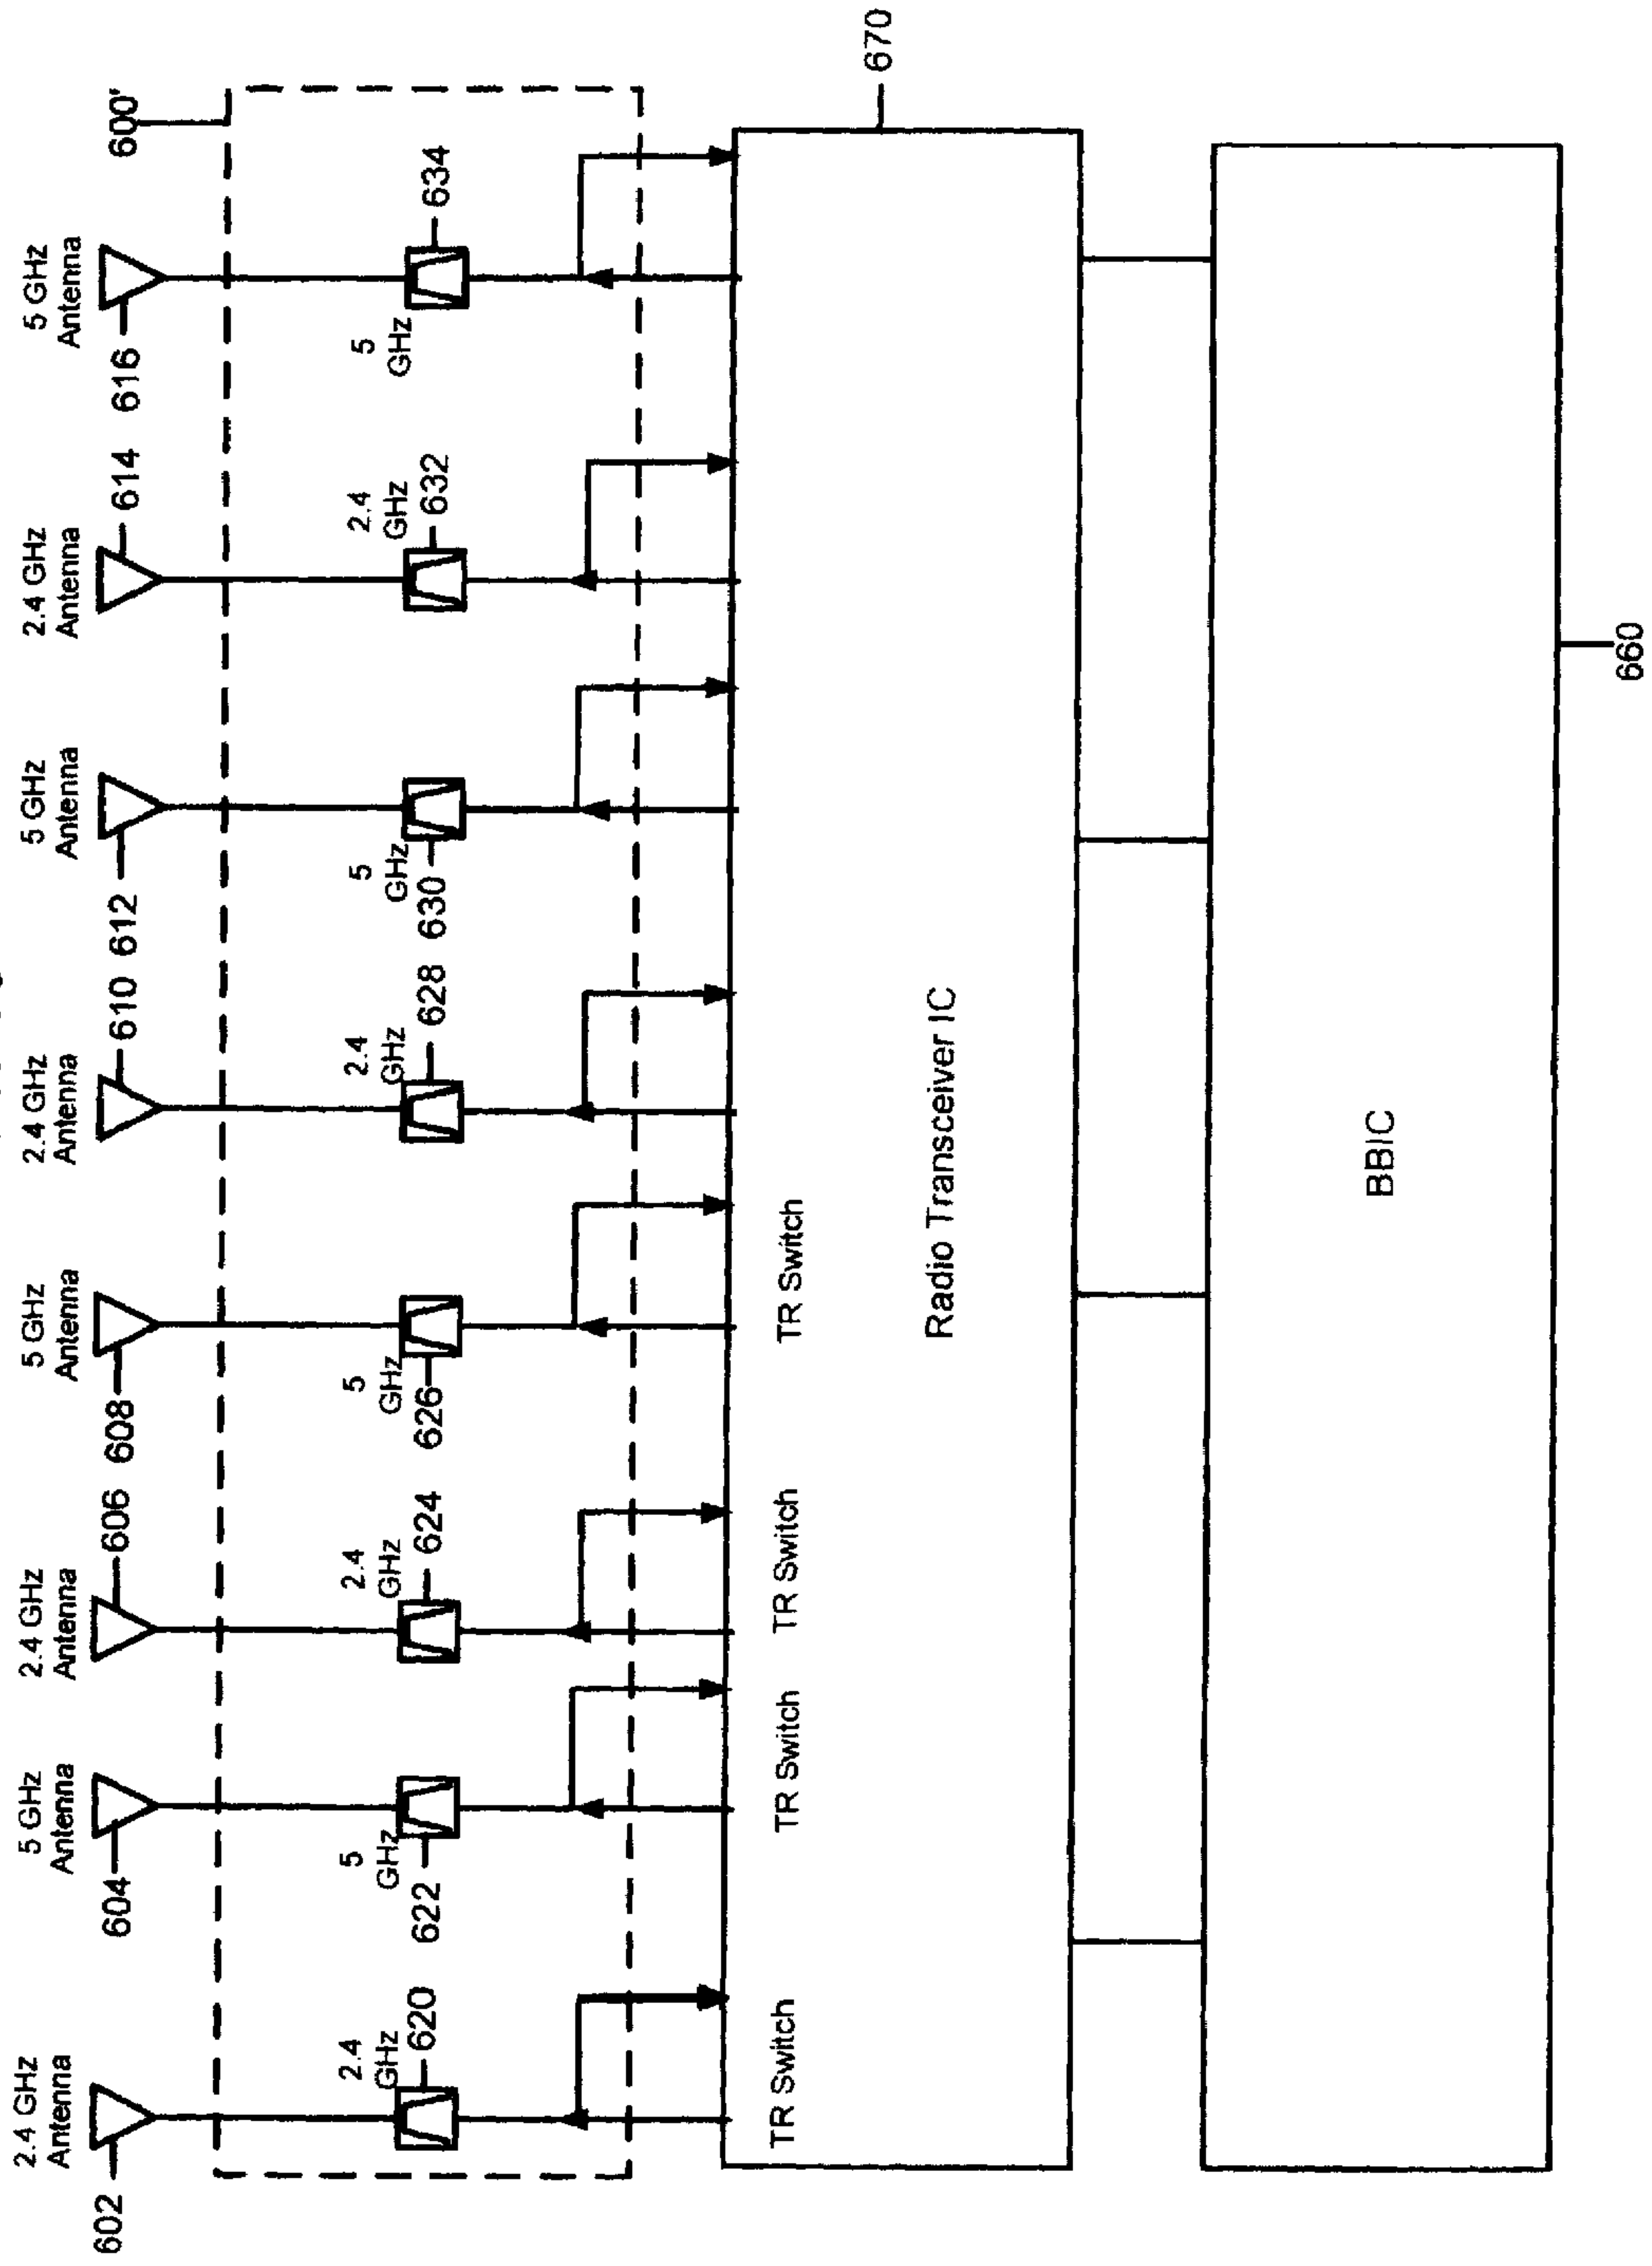 2.4 GHz
Antenna
5 GHz
Antenna
2.4 GHz
Antenna
5 GHz
Antenna
2.4 GHz
Antenna
5 GHz
Antenna
2.4 GHz
Antenna
5 GHz
Antenna
602
604
606
608
610
612
614
616
600'
2.4
GHz
620
5
GHz
622
2.4
GHz
624
5
GHz
626
2.4
GHz
628
5
GHz
630
2.4
GHz
632
5
GHz
634
TR Switch
TR Switch
TR Switch
TR Switch
Radio Transceiver IC
670
BBIC
660